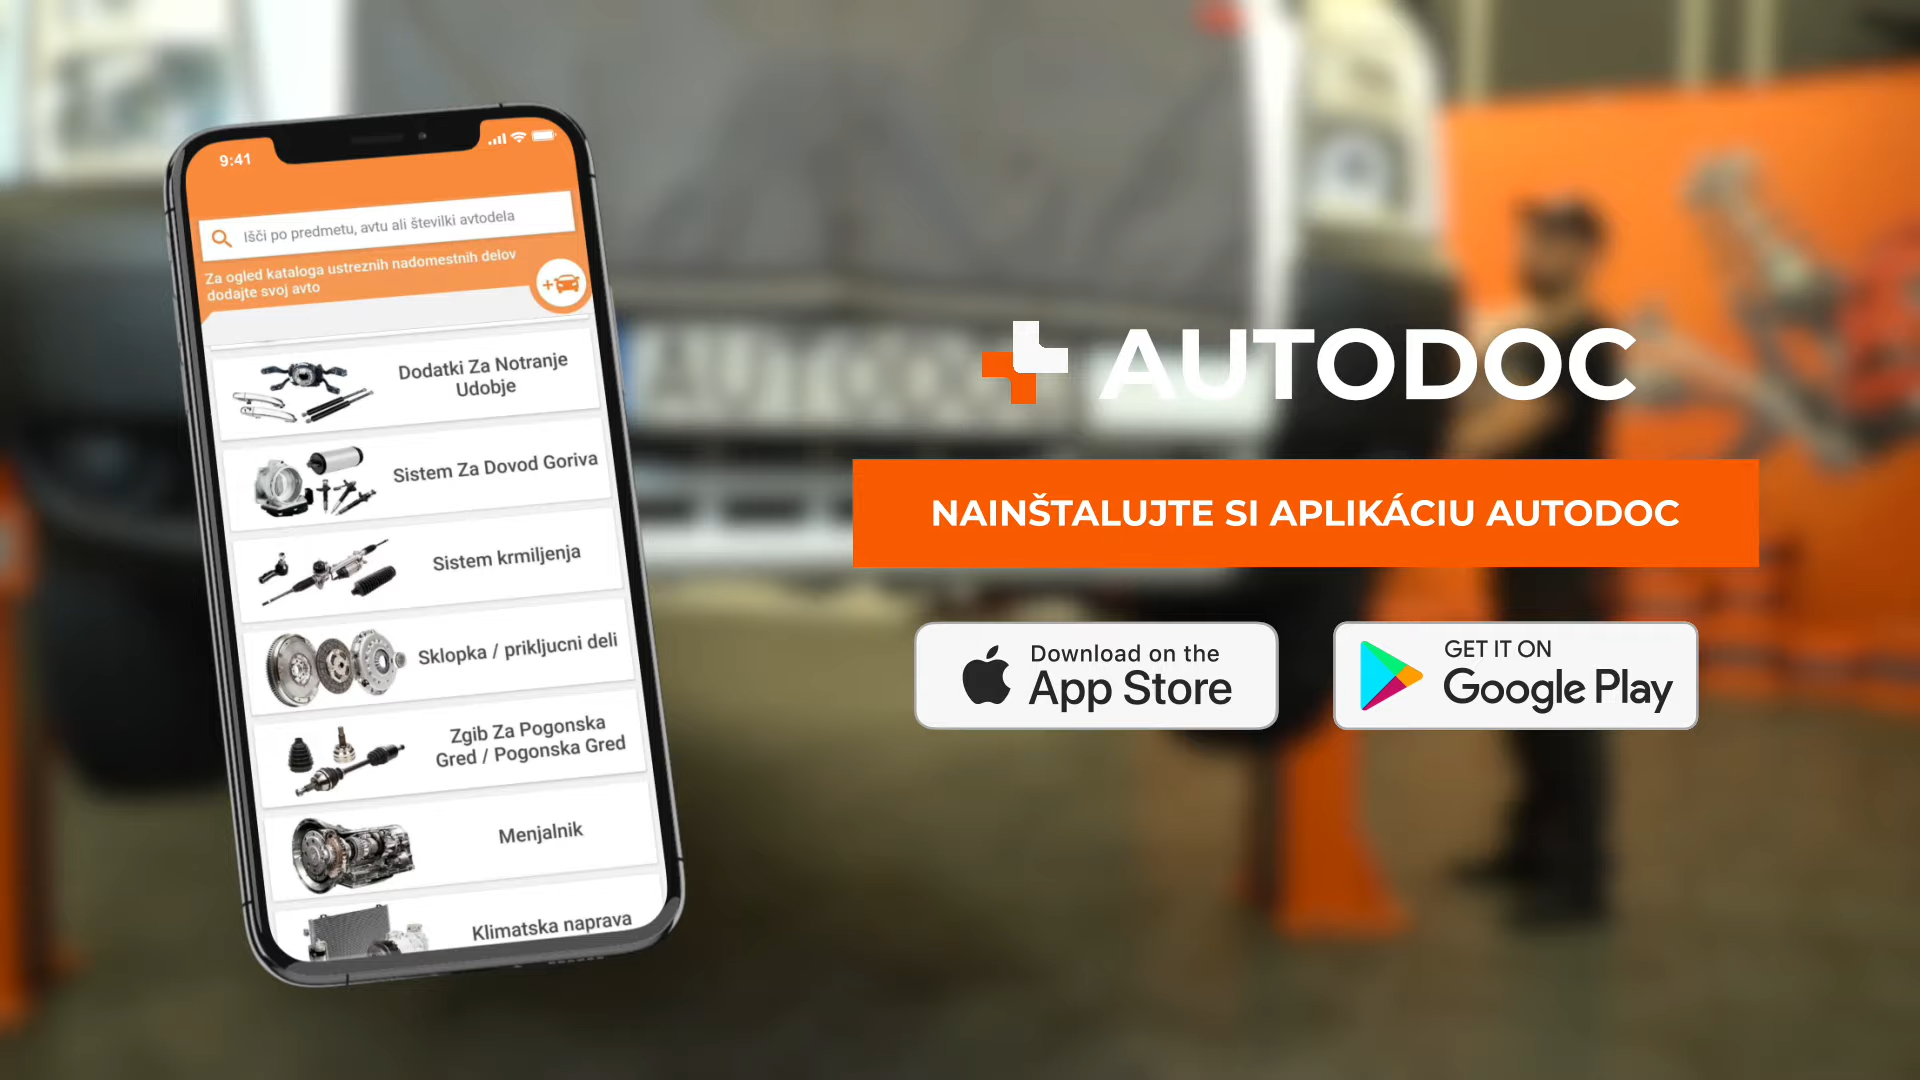 9:41
Išči po predmetu, avtu ali številki avtodela
Za ogled kataloga ustreznih nadomestnih delov
dodajte svoj avto
Dodatki Za Notranje
Udobje
Sistem Za Dovod Goriva
Sistem krmiljenja
Sklopka / prikljucni deli
Zgib Za Pogonska
Gred / Pogonska Gred
Menjalnik
Klimatska naprava
AUTODOC
NAINŠTALUJTE SI APLIKÁCIU AUTODOC
Download on the
App Store
GET IT ON
Google Play
AUTODOC